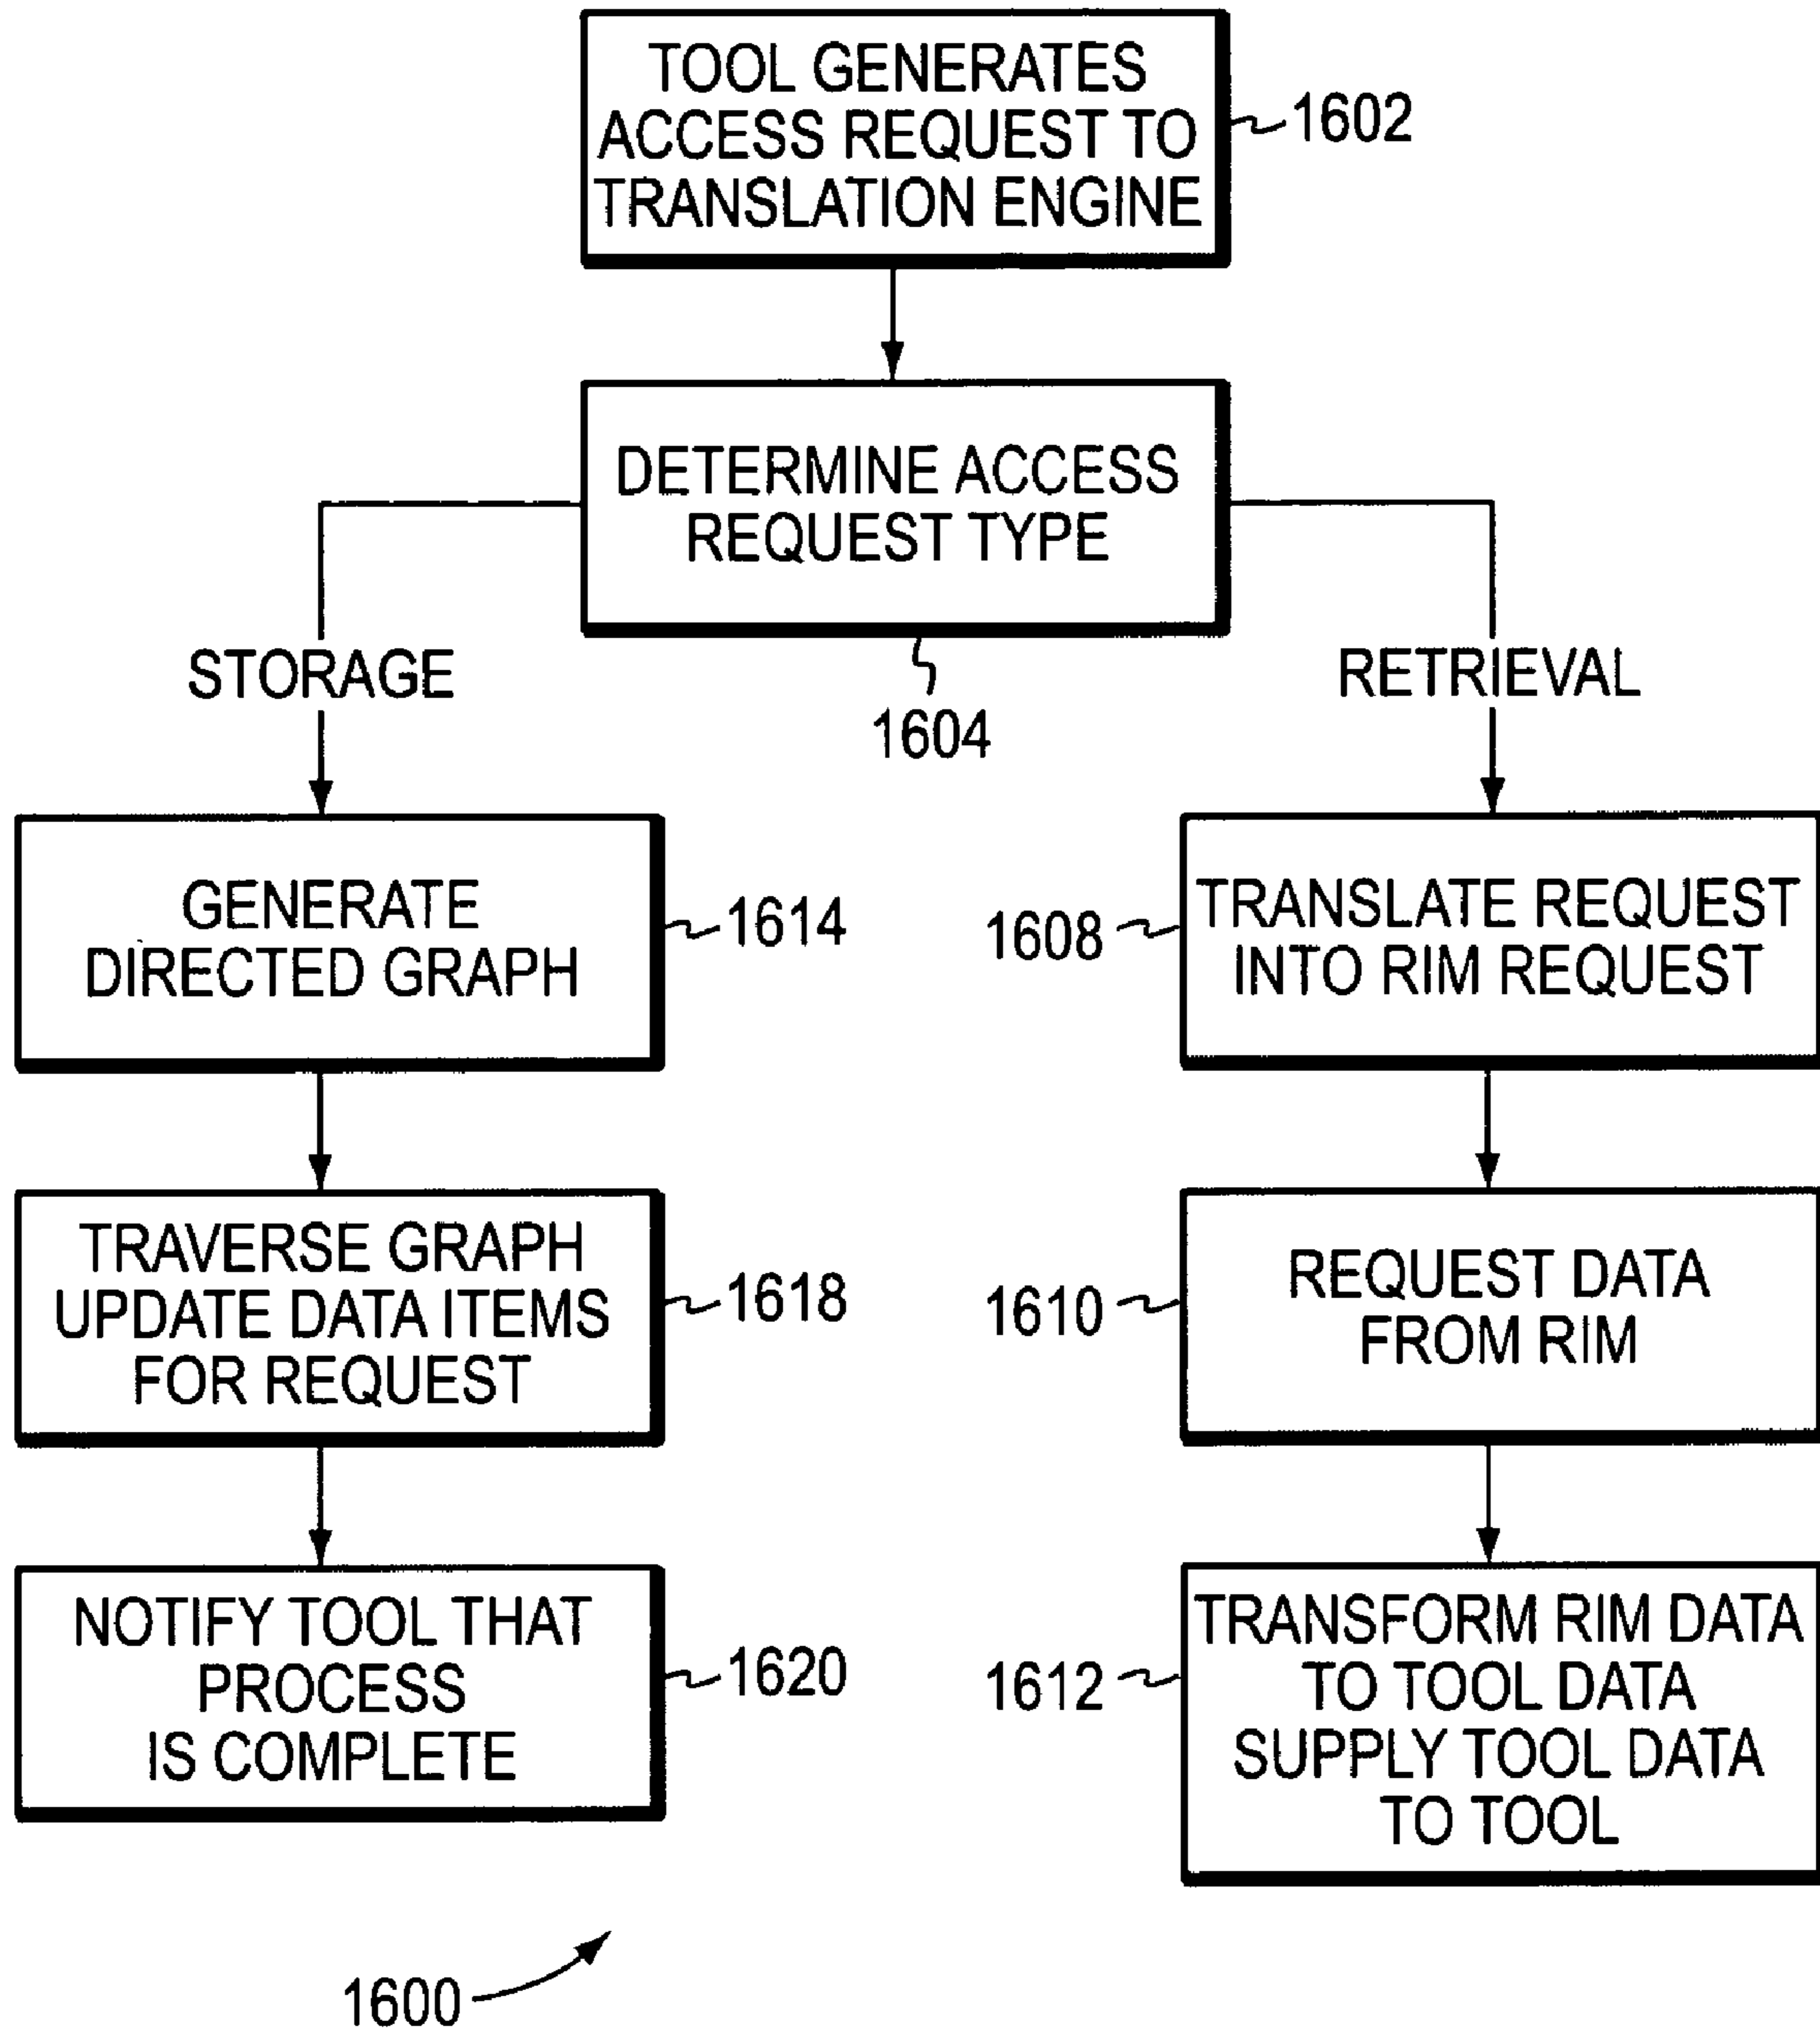 TOOL GENERATES
ACCESS REQUEST TO
TRANSLATION ENGINE
1602
DETERMINE ACCESS
REQUEST TYPE
1604
STORAGE
RETRIEVAL
GENERATE
DIRECTED GRAPH
1614
1608
TRANSLATE REQUEST
INTO RIM REQUEST
TRAVERSE GRAPH
UPDATE DATA ITEMS
FOR REQUEST
1618
1610
REQUEST DATA
FROM RIM
NOTIFY TOOL THAT
PROCESS
IS COMPLETE
1620
1612
TRANSFORM RIM DATA
TO TOOL DATA
SUPPLY TOOL DATA
TO TOOL
1600